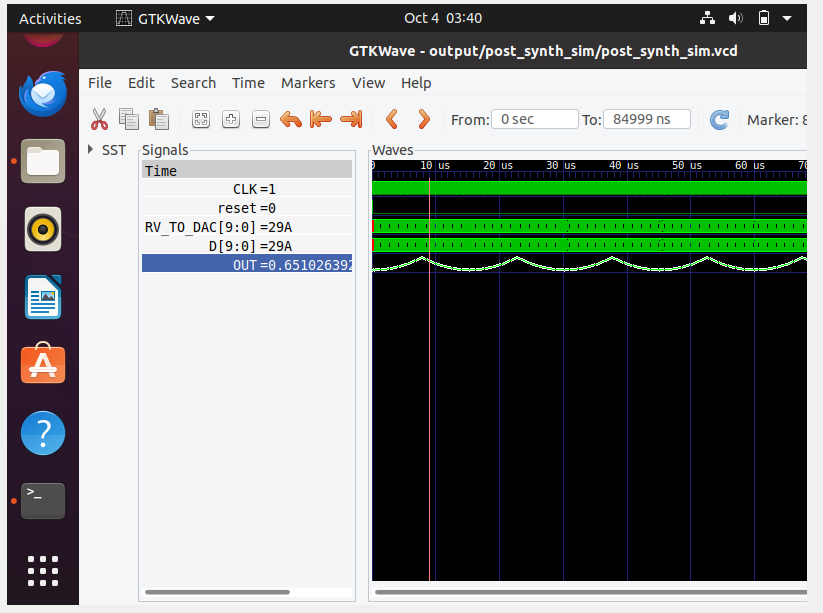 Activities GTKWave Oct 4 03:40
GTKWave - output/post_synth_sim/post_synth_sim.vcd
File Edit Search Time Markers View Help
From: 0 sec To: 84999 ns Marker:
SST Signals Waves
Time
0 10 us 20 us 30 us 40 us 50 us 60 us 70
CLK =1
reset =0
RV_TO_DAC[9:0] =29A
D[9:0] =29A
OUT =0.651026392
?
>_